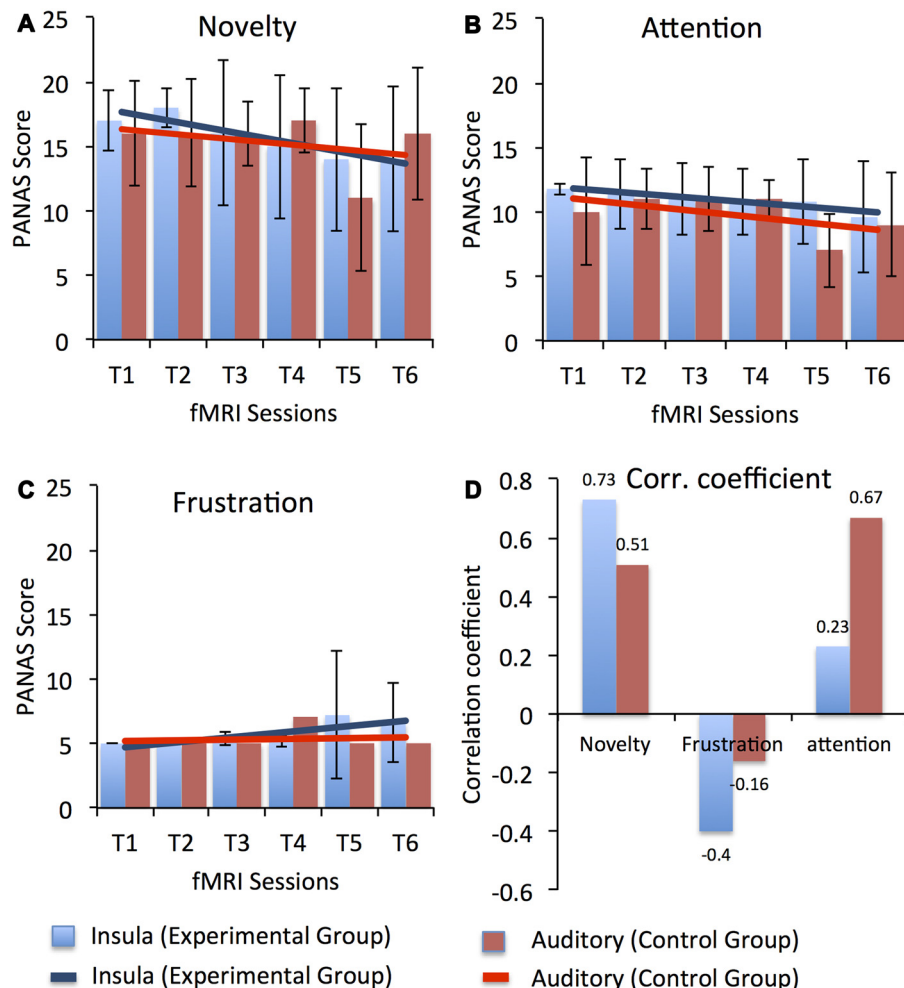 A
Novelty
PANAS Score
25
20
15
10
5
0
T1 T2 T3 T4 T5 T6
fMRI Sessions
B
Attention
PANAS Score
25
20
15
10
5
0
T1 T2 T3 T4 T5 T6
fMRI Sessions
C
Frustration
PANAS Score
25
20
15
10
5
0
T1 T2 T3 T4 T5 T6
fMRI Sessions
D
Corr. coefficient
Correlation coefficient
0.8
0.6
0.4
0.2
0
-0.2
-0.4
-0.6
0.73
0.51
0.23
0.67
Novelty Frustration attention
-0.16
-0.4
Insula (Experimental Group)
Auditory (Control Group)
Insula (Experimental Group)
Auditory (Control Group)